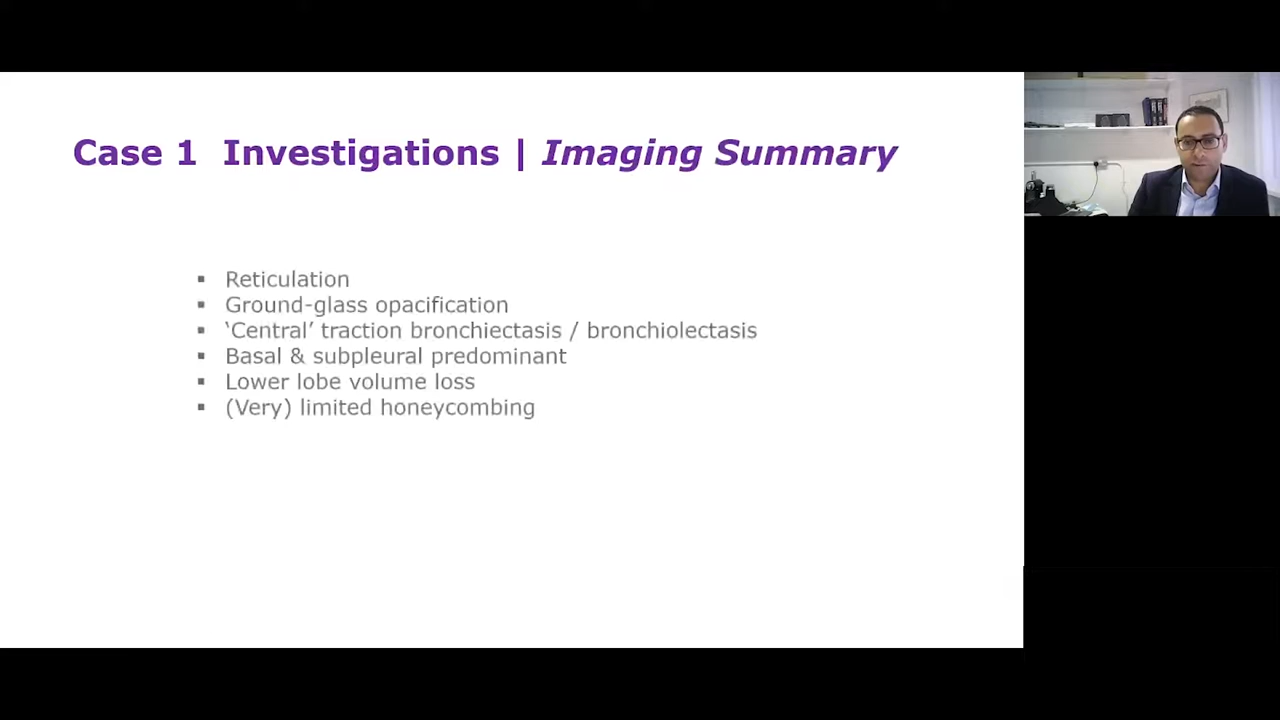 Case 1 Investigations | Imaging Summary
▪ Reticulation
▪ Ground-glass opacification
▪ ‘Central’ traction bronchiectasis / bronchiolectasis
▪ Basal & subpleural predominant
▪ Lower lobe volume loss
▪ (Very) limited honeycombing